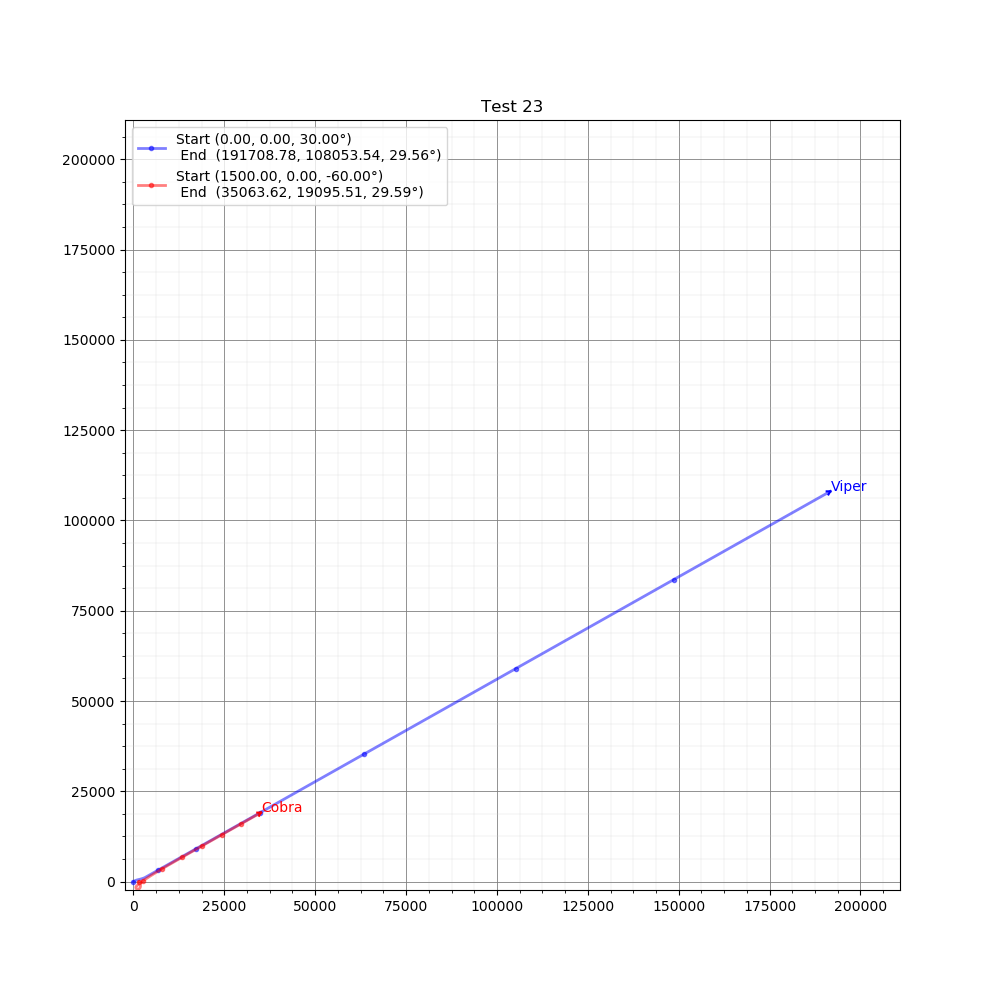 Test 23
Start (0.00, 0.00, 30.00°)
End (191708.78, 108053.54, 29.56°)
Start (1500.00, 0.00, -60.00°)
End (35063.62, 19095.51, 29.59°)
200000
175000
150000
125000
100000
75000
50000
25000
0
Viper
Cobra
0 25000 50000 75000 100000 125000 150000 175000 200000